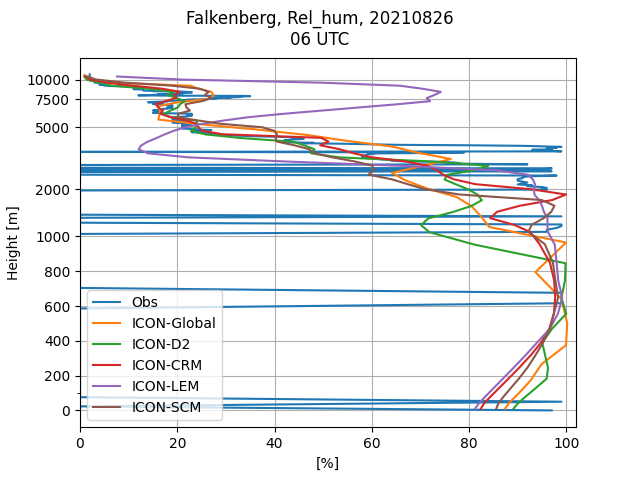 Falkenberg, Rel_hum, 20210826
06 UTC
Height [m]
10000
7500
5000
2000
1000
800
600
400
200
0
Obs
ICON-Global
ICON-D2
ICON-CRM
ICON-LEM
ICON-SCM
0 20 40 60 80 100
[%]